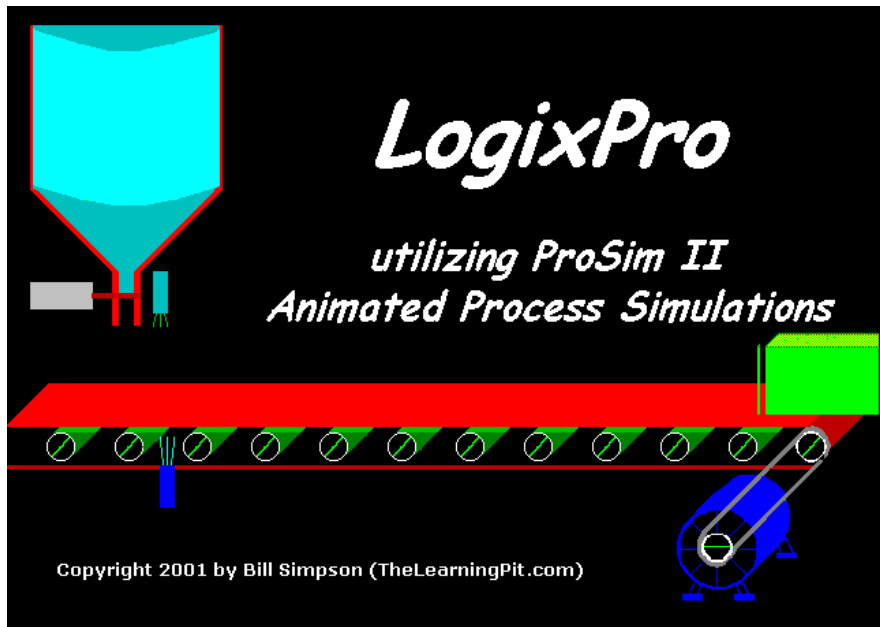 LogixPro
utilizing ProSim II
Animated Process Simulations
Copyright 2001 by Bill Simpson (TheLearningPit.com)